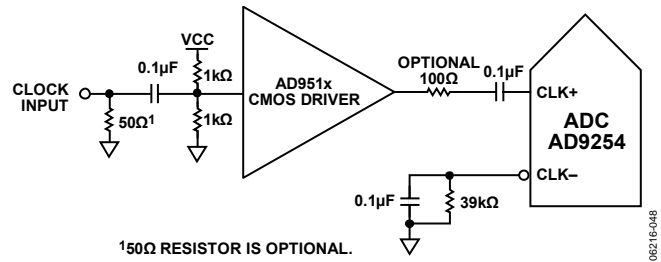 VCC
0.1µF
1kΩ
CLOCK
INPUT
50Ω¹
1kΩ
AD951x
CMOS DRIVER
OPTIONAL
100Ω
0.1µF
CLK+
ADC
AD9254
CLK–
0.1µF
39kΩ
¹50Ω RESISTOR IS OPTIONAL.
06216-048